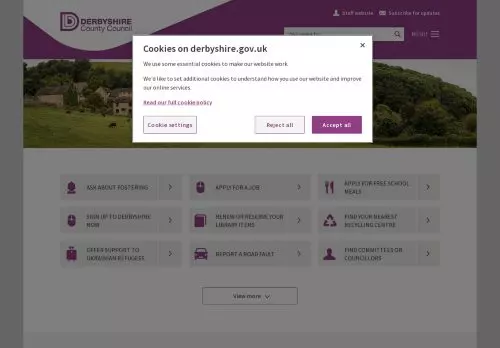 DERBYSHIRE
County Council
Staff website
Subscribe for updates
MENU
Cookies on derbyshire.gov.uk
We use some essential cookies to make our website work.
We'd like to set additional cookies to understand how you use our website and improve
our online services.
Read our full cookie policy
Cookie settings
Reject all
Accept all
ASK ABOUT FOSTERING
APPLY FOR A JOB
APPLY FOR FREE SCHOOL
MEALS
SIGN UP TO DERBYSHIRE
NOW
RENEW OR RESERVE YOUR
LIBRARY ITEMS
FIND YOUR NEAREST
RECYCLING CENTRE
OFFER SUPPORT TO
UKRAINIAN REFUGEES
REPORT A ROAD FAULT
FIND COMMITTEES OR
COUNCILLORS
View more